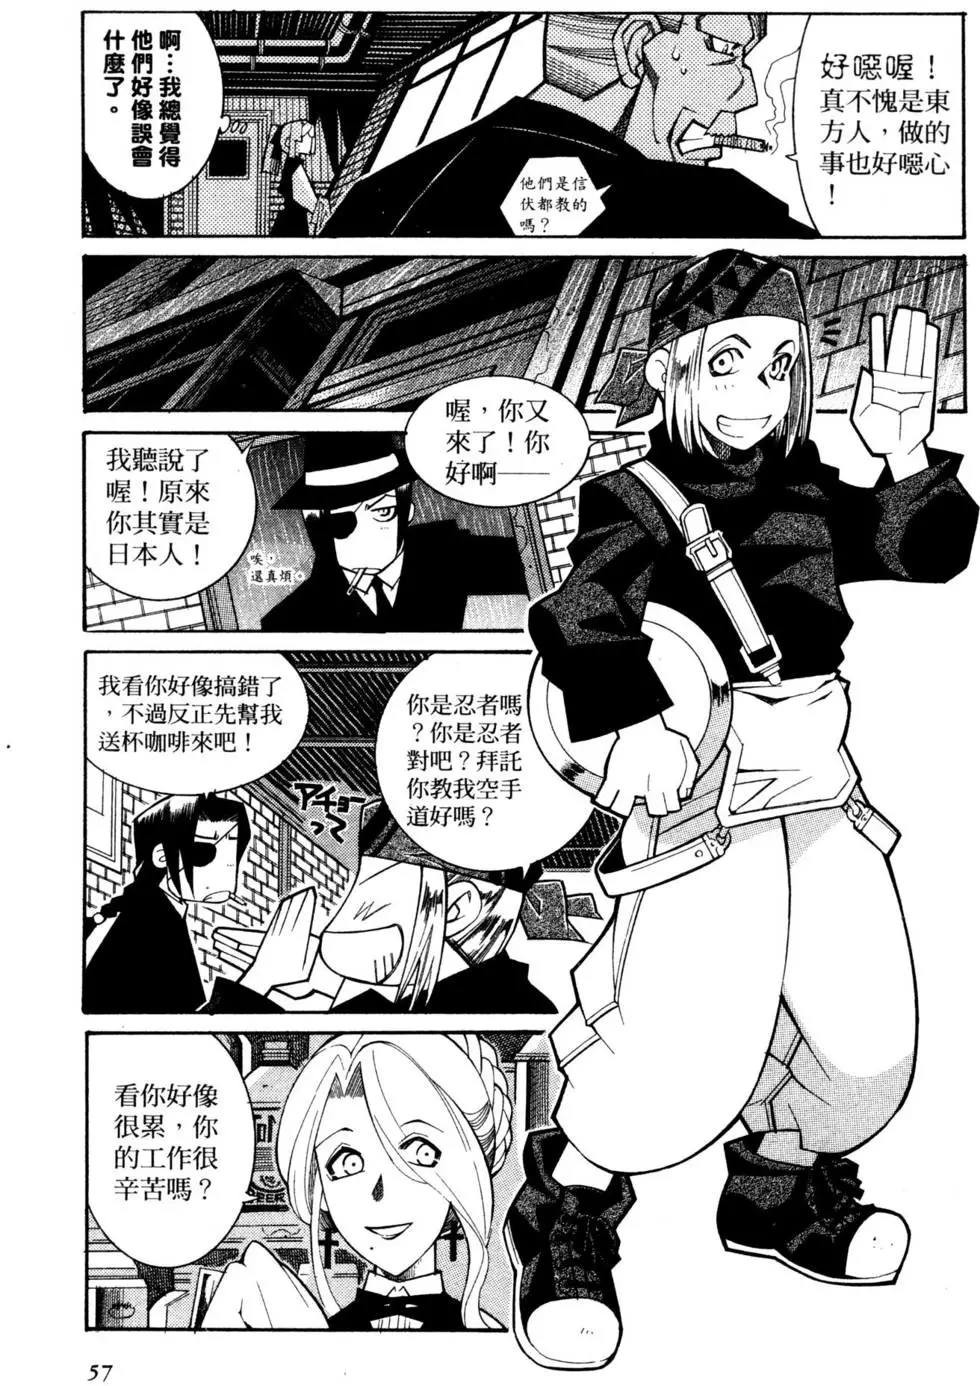 好噁喔！
真不愧是東
方人，做的
事也好噁心
！
他們是信
伏都教的
嗎？
啊…我總覺得
他們好像誤會
什麼了。
喔，你又
來了！你
好啊——
我聽說了
喔！原來
你其實是
日本人！
唉，
還真煩。
你是忍者嗎
？你是忍者
對吧？拜託
你教我空手
道好嗎？
アチョー
って
我看你好像搞錯了
，不過反正先幫我
送杯咖啡來吧！
看你好像
很累，你
的工作很
辛苦嗎？
BEER
57